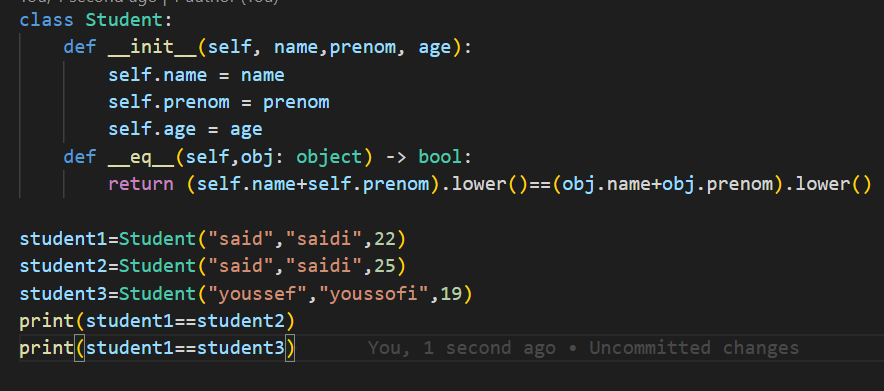 You, 1 second ago | 1 author (You)
class Student:
    def __init__(self, name,prenom, age):
        self.name = name
        self.prenom = prenom
        self.age = age
    def __eq__(self,obj: object) -> bool:
        return (self.name+self.prenom).lower()==(obj.name+obj.prenom).lower()

student1=Student("said","saidi",22)
student2=Student("said","saidi",25)
student3=Student("youssef","youssofi",19)
print(student1==student2)
print(student1==student3) You, 1 second ago • Uncommitted changes